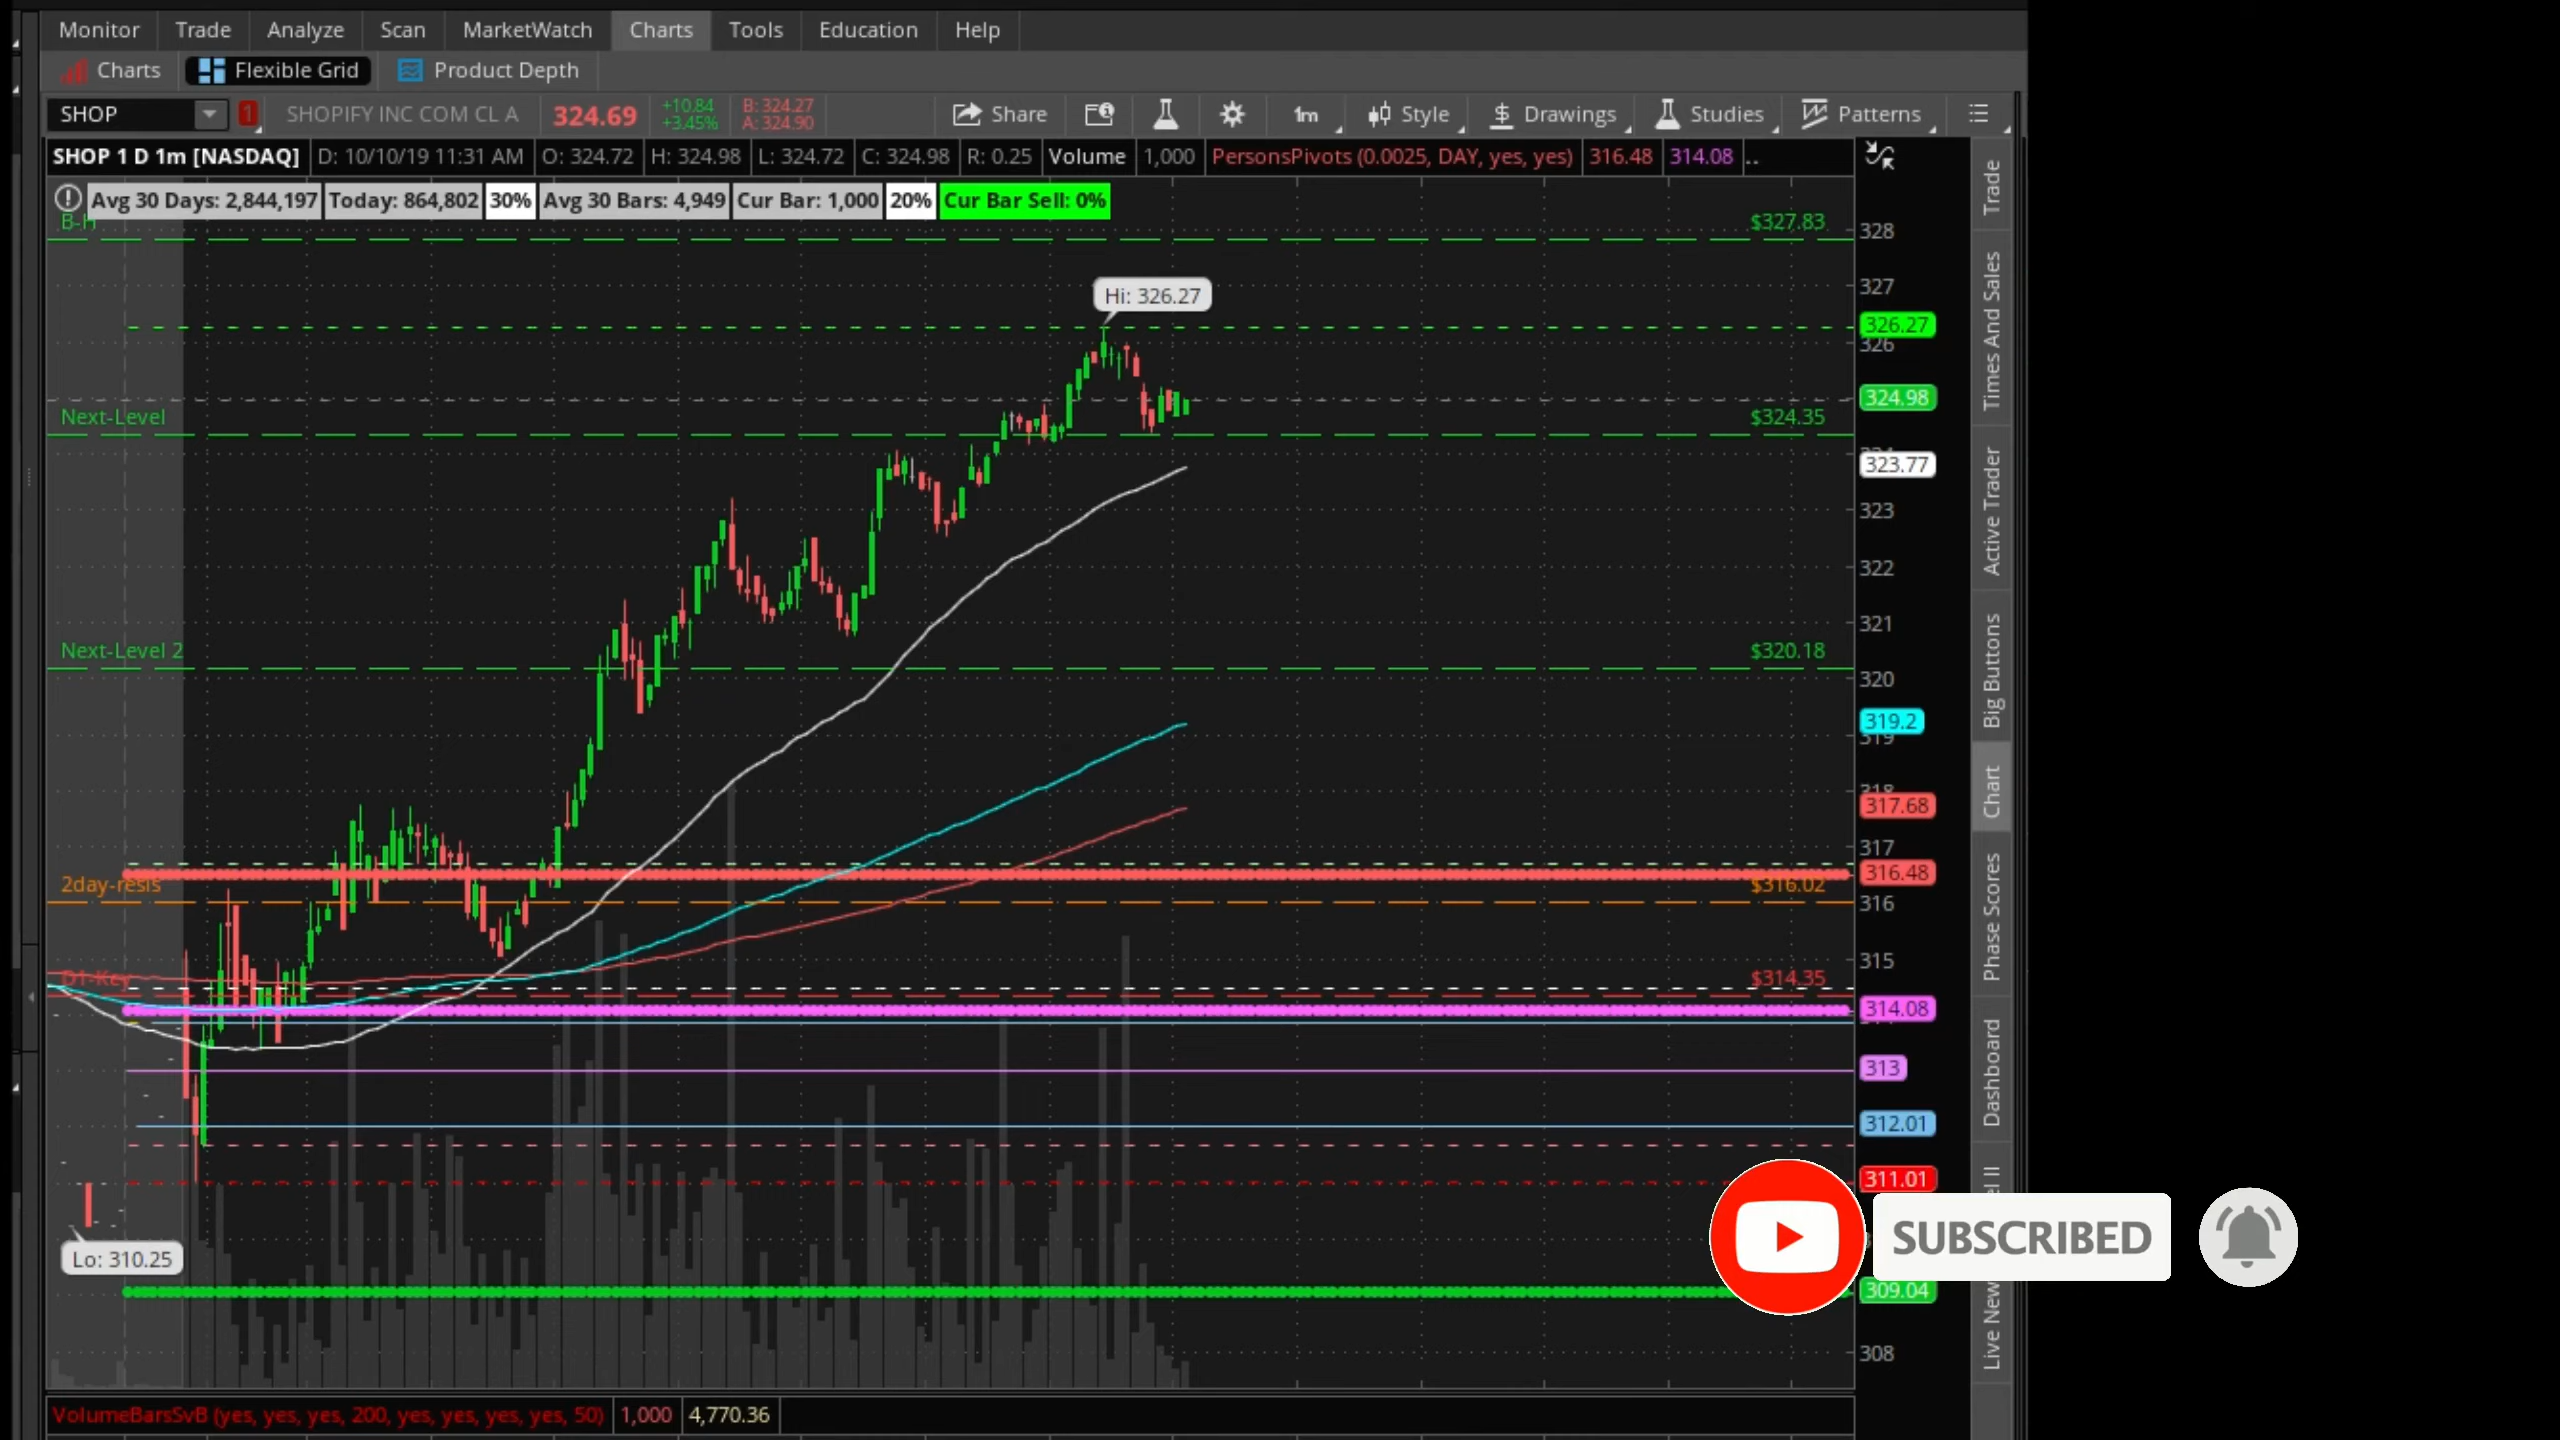 Monitor Trade Analyze Scan MarketWatch Charts Tools Education Help
Charts Flexible Grid Product Depth
SHOP 1 SHOPIFY INC COM CL A 324.69 +10.84 B: 324.27 Share 1m Style $ Drawings Studies Patterns
+3.45% A: 324.90
SHOP 1 D 1m [NASDAQ] D: 10/10/19 11:31 AM O: 324.72 H: 324.98 L: 324.72 C: 324.98 R: 0.25 Volume 1,000 PersonsPivots (0.0025, DAY, yes, yes) 316.48 314.08 ..
Avg 30 Days: 2,844,197 Today: 864,802 30% Avg 30 Bars: 4,949 Cur Bar: 1,000 20% Cur Bar Sell: 0%
B-H $327.83
328
327
Hi: 326.27
326.27
326
324.98
Next-Level $324.35
323.77
323
322
321
Next-Level 2 $320.18
320
319.2
319
317.68
317
316.48
2day-resis $316.02
316
315
D1-Key $314.35
314.08
313
312.01
311.01
Lo: 310.25
309.04
308
SUBSCRIBED
Trade
Times And Sales
Active Trader
Big Buttons
Chart
Phase Scores
Dashboard
Live New
VolumeBarsSvB (yes, yes, yes, 200, yes, yes, yes, yes, 50) 1,000 4,770.36